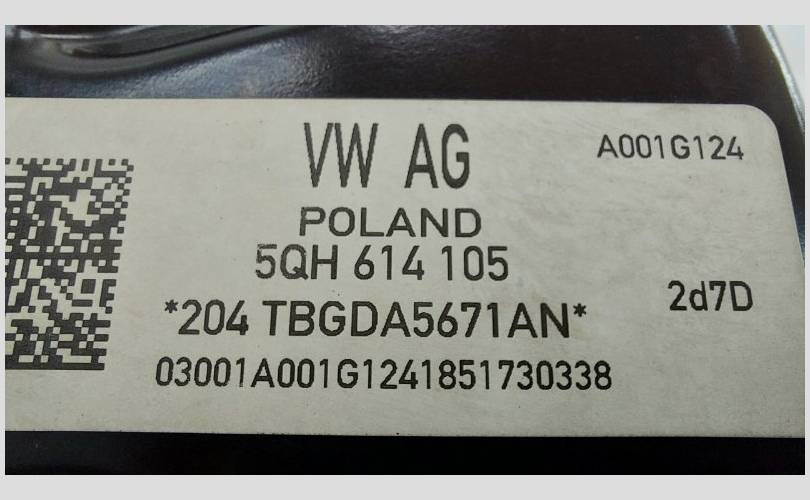 VW AG
A001G124
POLAND
5QH 614 105
2d7D
*204 TBGDA5671AN*
03001A001G1241851730338